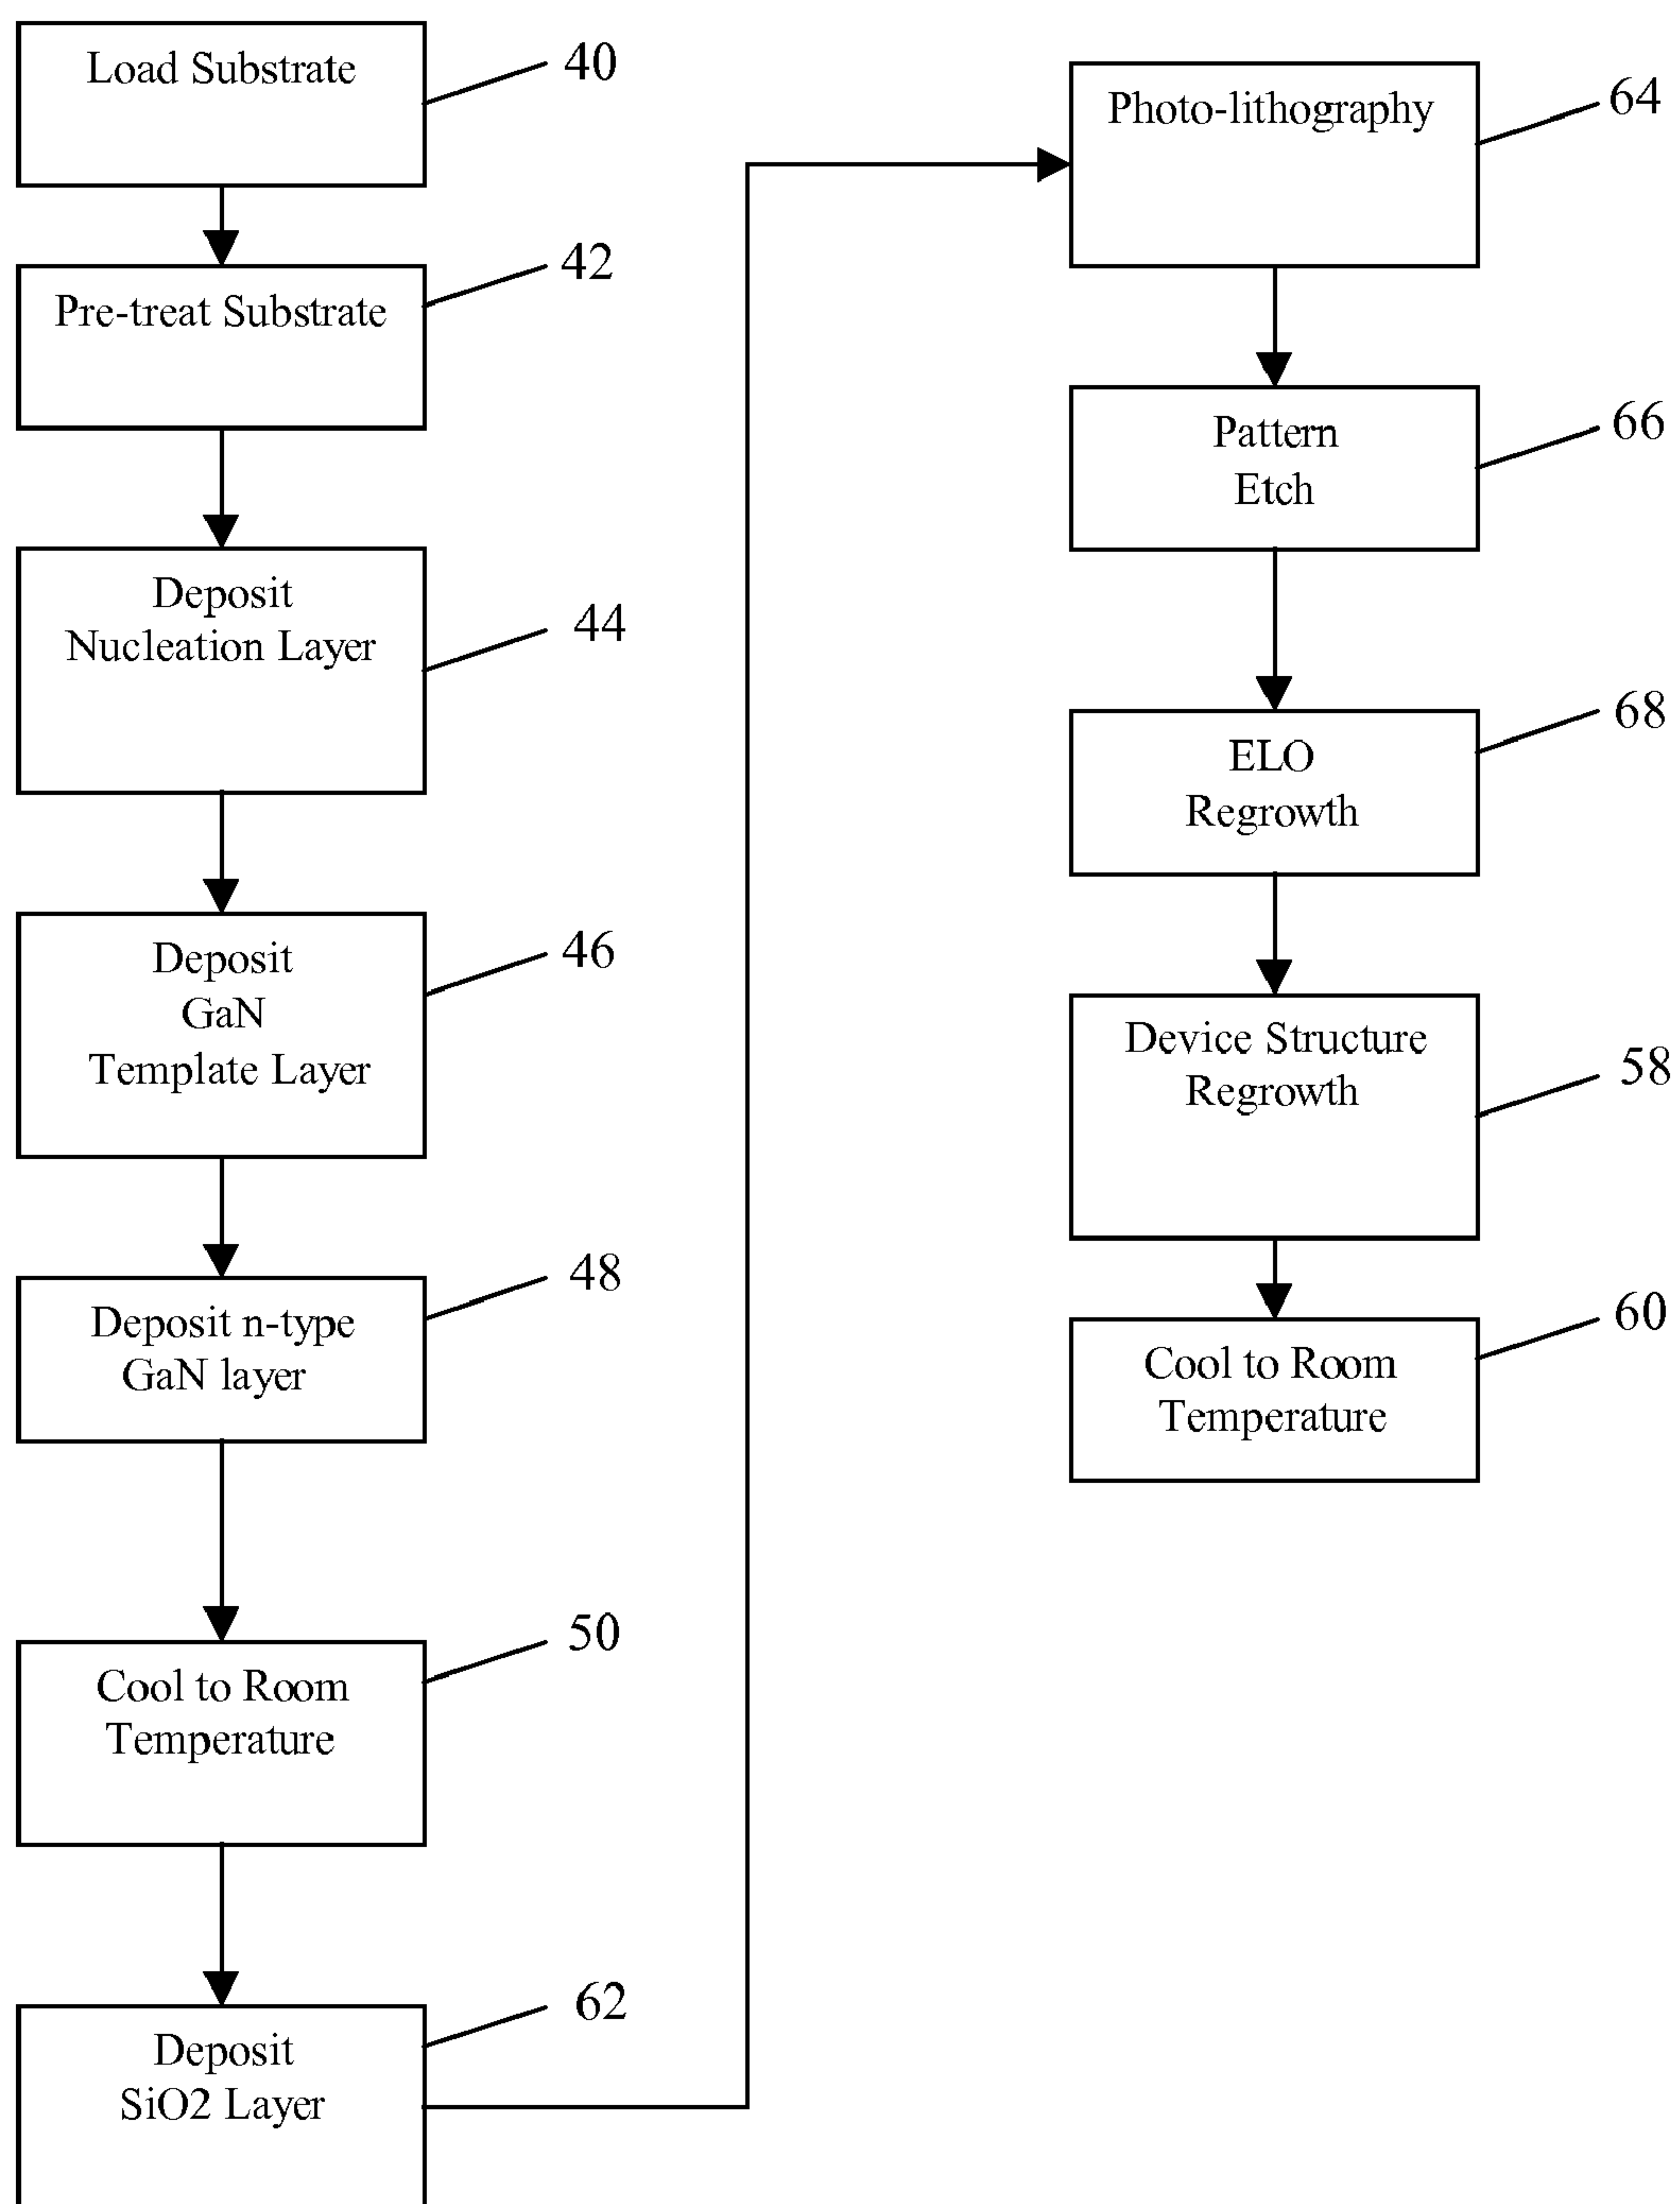 Load Substrate
40
Pre-treat Substrate
42
Deposit
Nucleation Layer
44
Deposit
GaN
Template Layer
46
Deposit n-type
GaN layer
48
Cool to Room
Temperature
50
Deposit
SiO2 Layer
62
Photo-lithography
64
Pattern
Etch
66
ELO
Regrowth
68
Device Structure
Regrowth
58
Cool to Room
Temperature
60